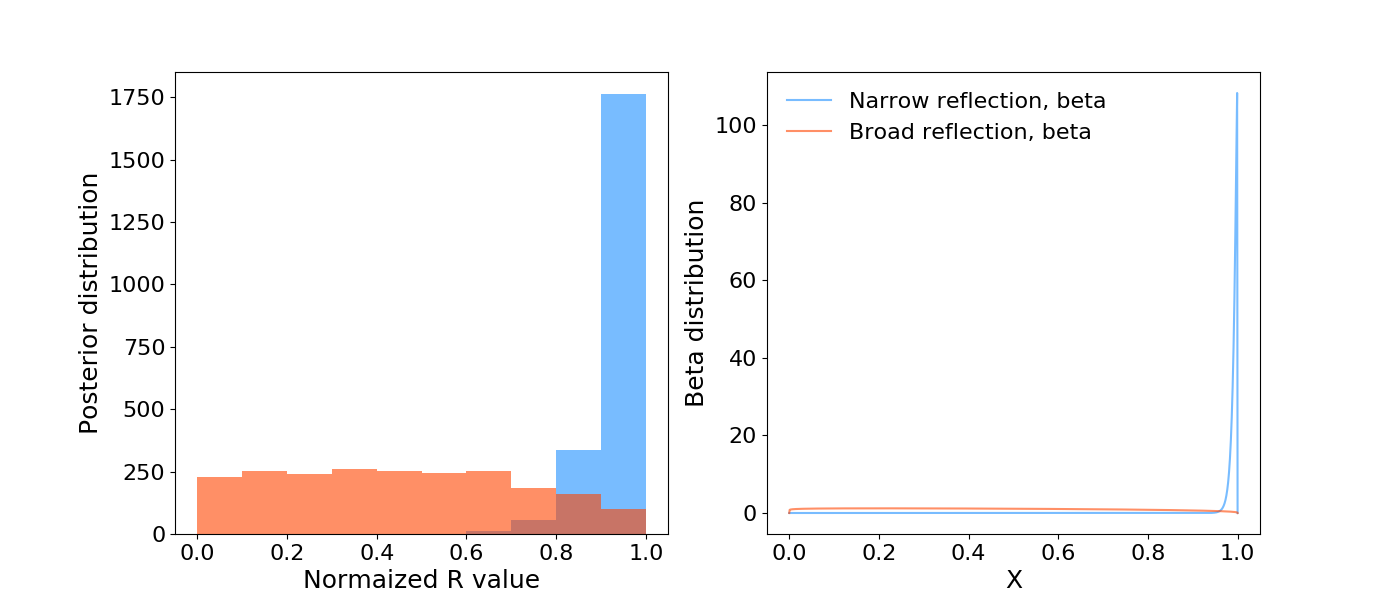 Posterior distribution
1750
1500
1250
1000
750
500
250
0
0.0 0.2 0.4 0.6 0.8 1.0
Normaized R value
Beta distribution
100
80
60
40
20
0
Narrow reflection, beta
Broad reflection, beta
0.0 0.2 0.4 0.6 0.8 1.0
X